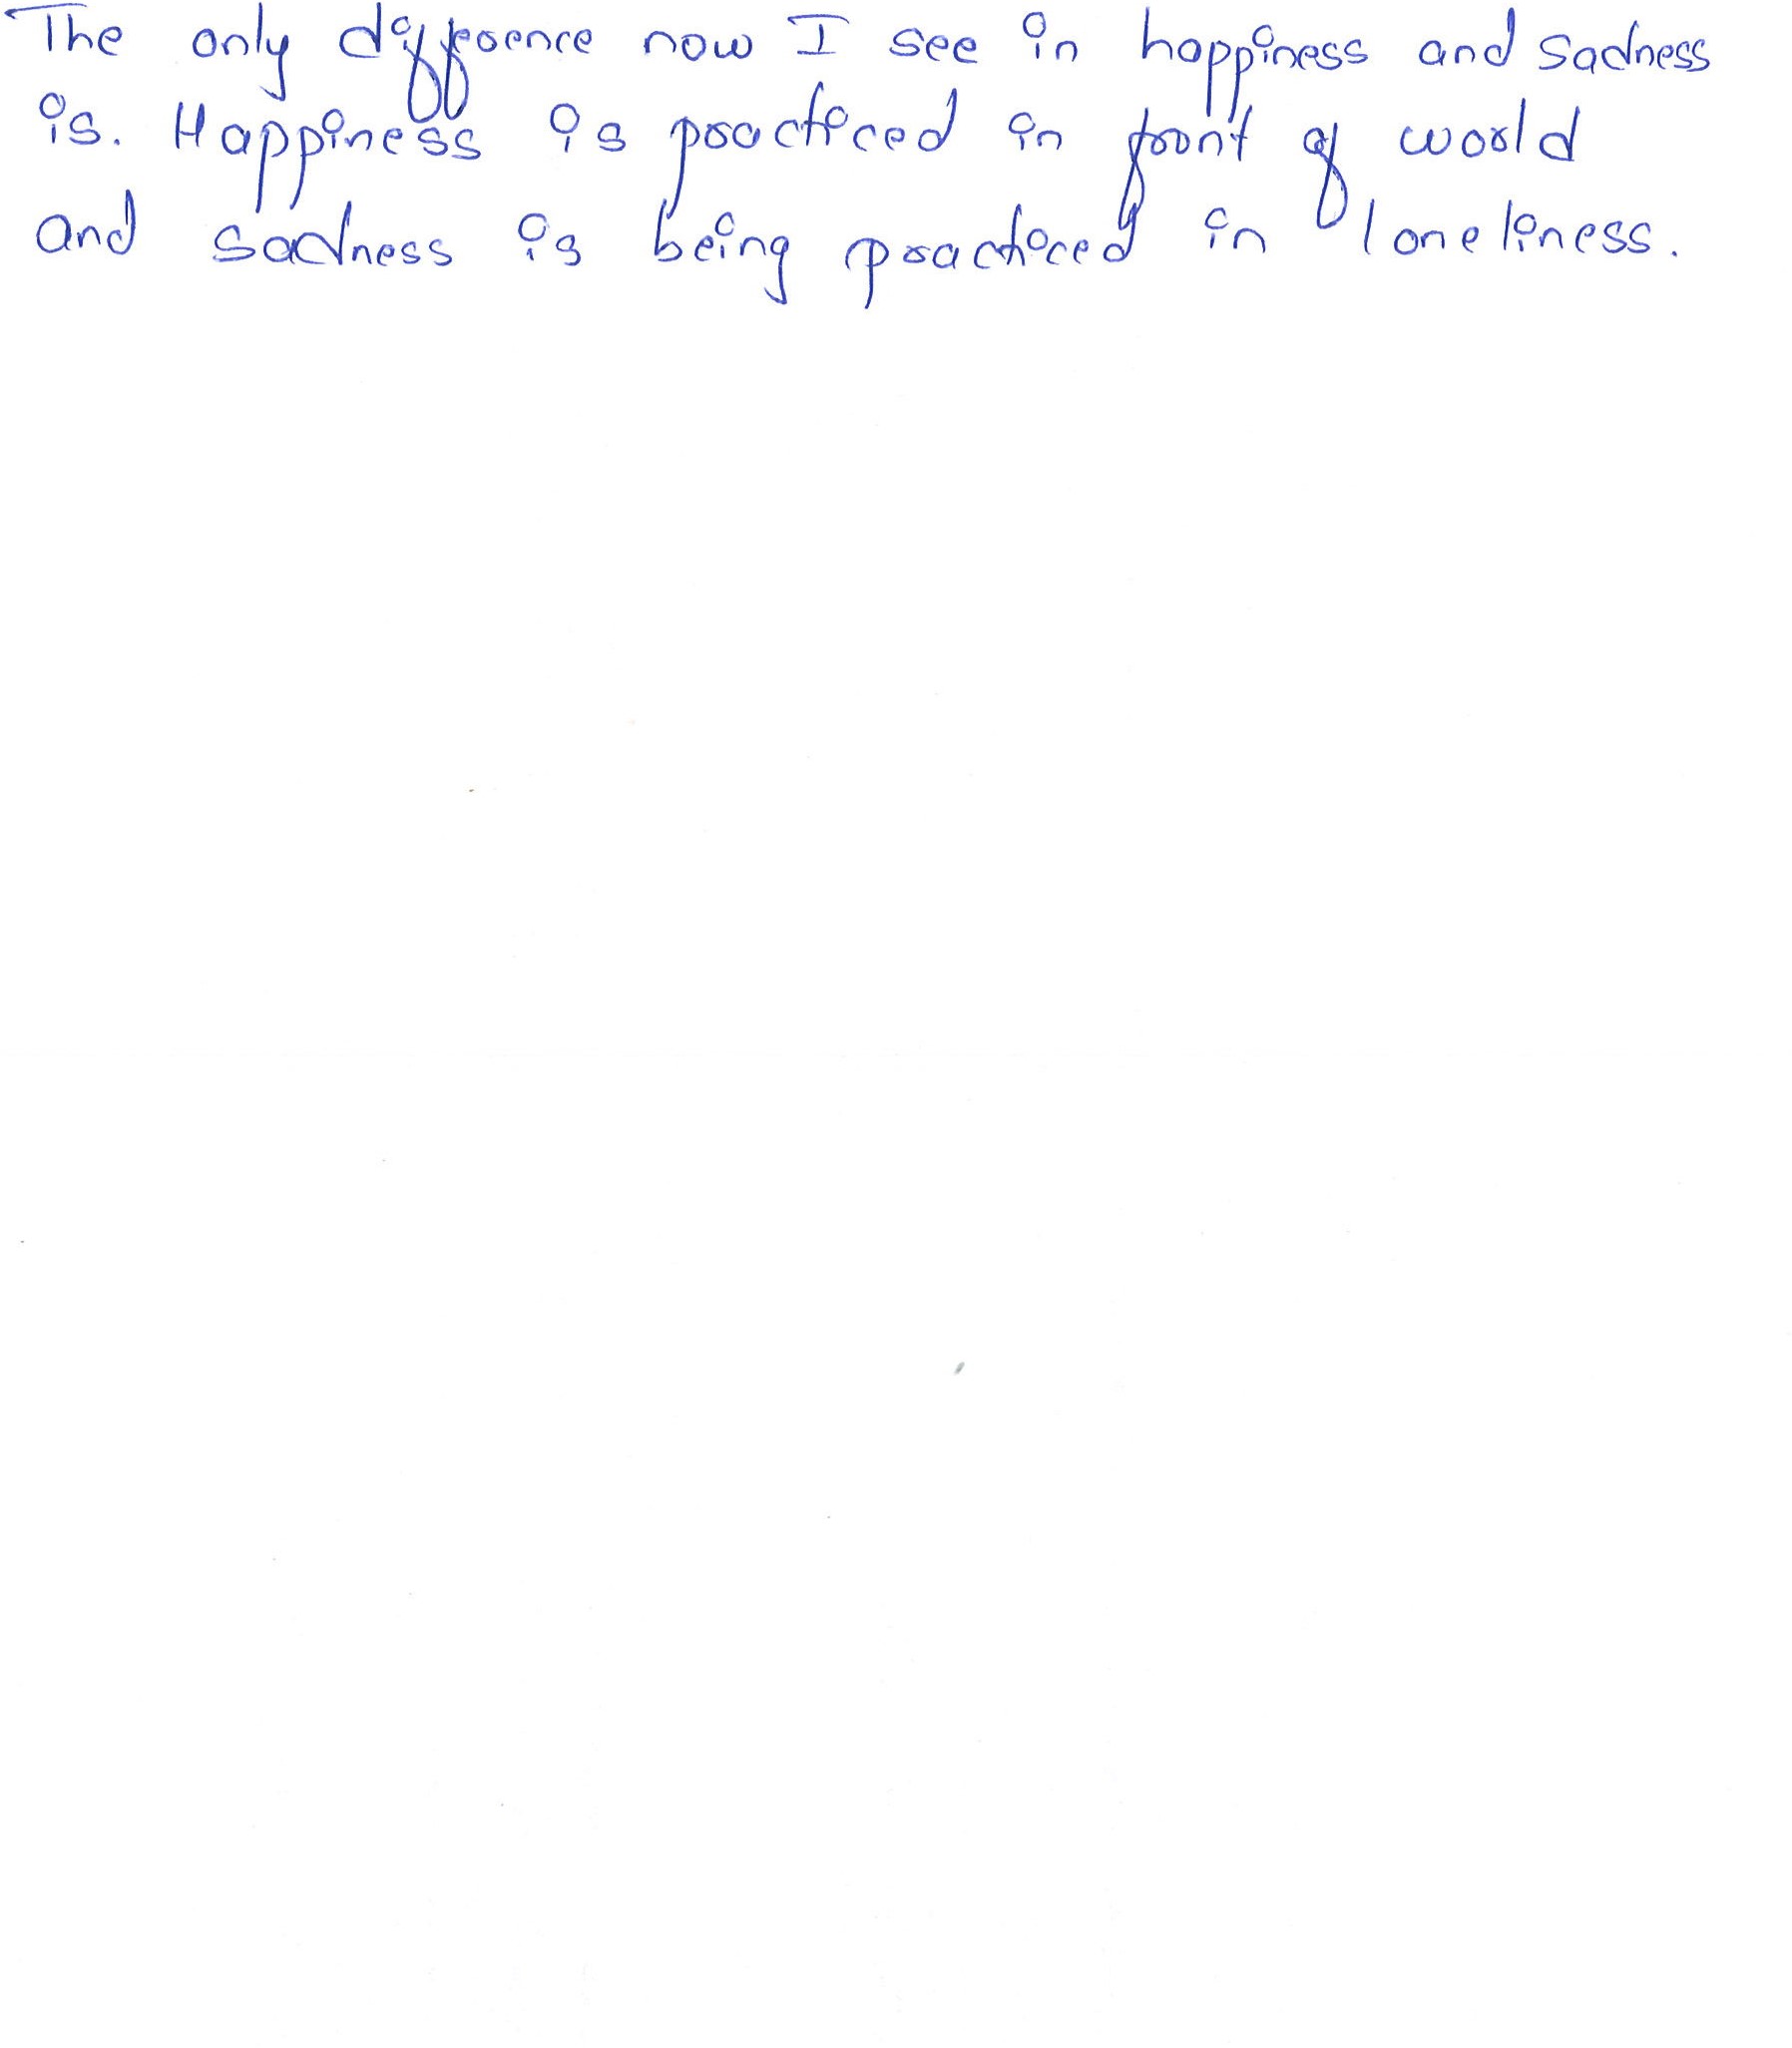 The only diffrence now I see in happiness and sadness
is. Happiness is practiced in front of world
and sadness is being practiced in loneliness.